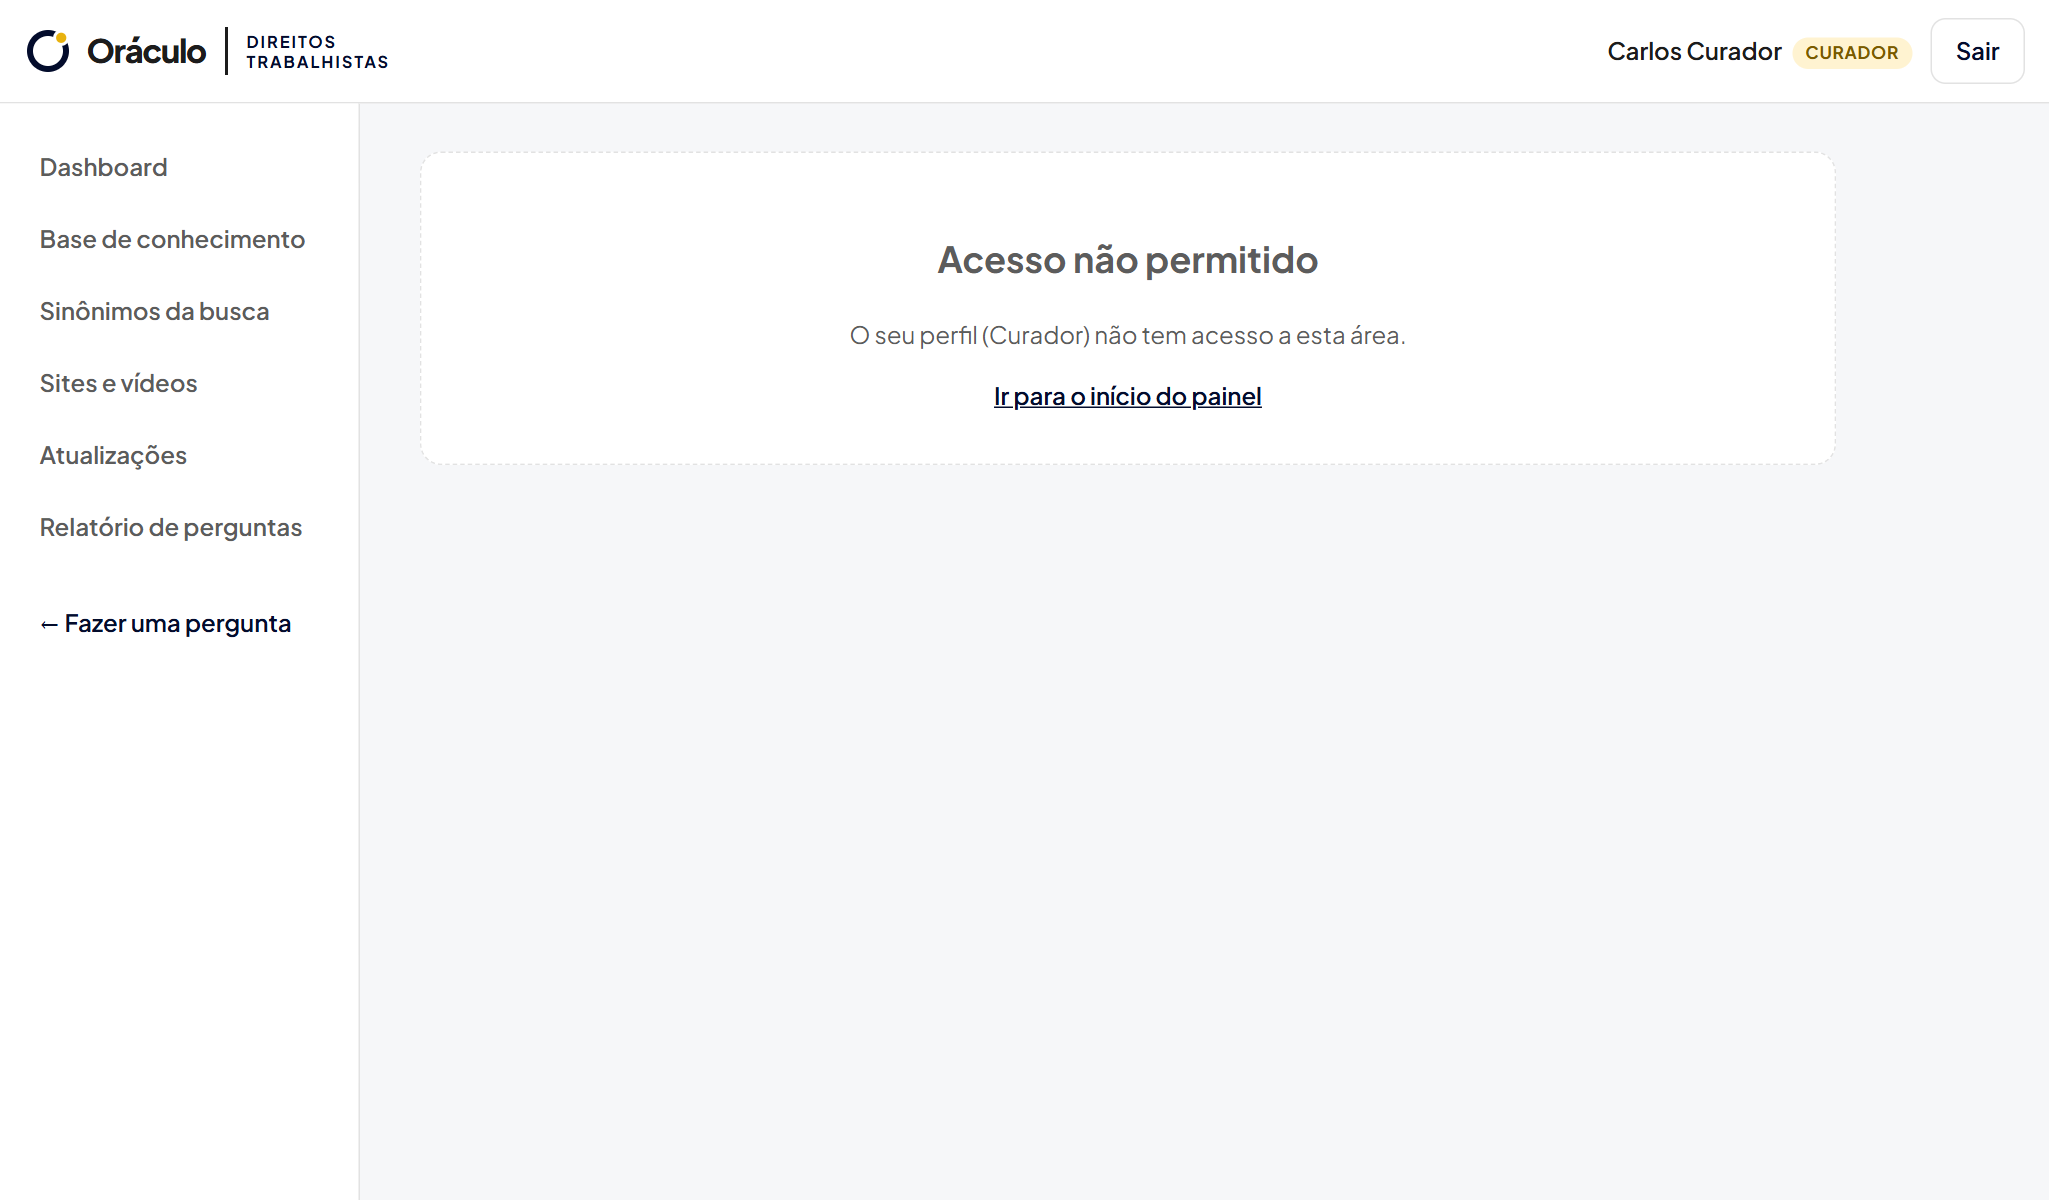 Oráculo
DIREITOS
TRABALHISTAS
Carlos Curador
CURADOR
Sair
Dashboard
Base de conhecimento
Sinônimos da busca
Sites e vídeos
Atualizações
Relatório de perguntas
← Fazer uma pergunta
Acesso não permitido
O seu perfil (Curador) não tem acesso a esta área.
Ir para o início do painel